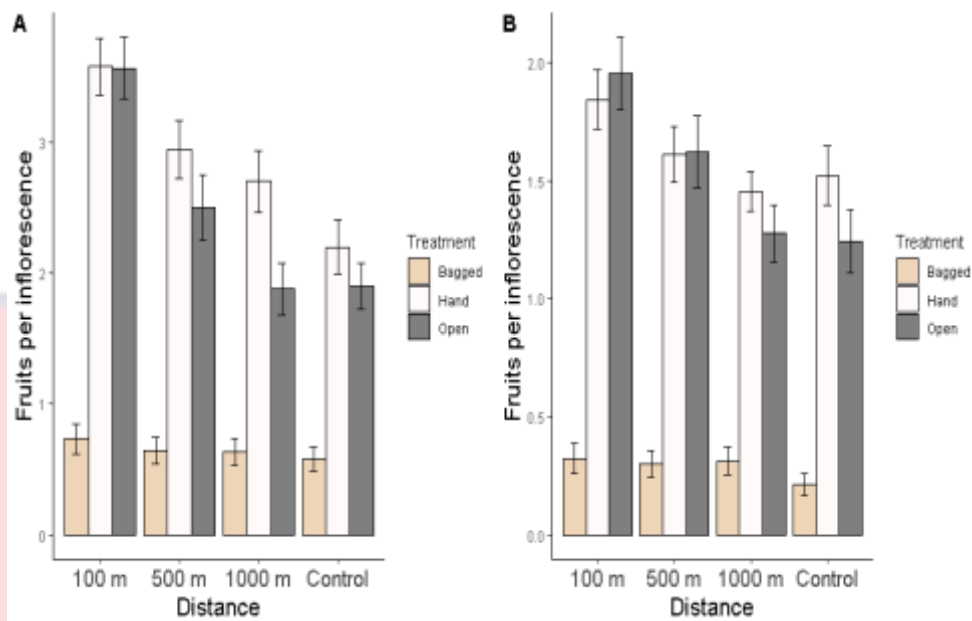 A
Fruits per inflorescence
3
2
1
0
100 m 500 m 1000 m Control
Distance
Treatment
Bagged
Hand
Open
B
Fruits per inflorescence
2.0
1.5
1.0
0.5
0.0
100 m 500 m 1000 m Control
Distance
Treatment
Bagged
Hand
Open